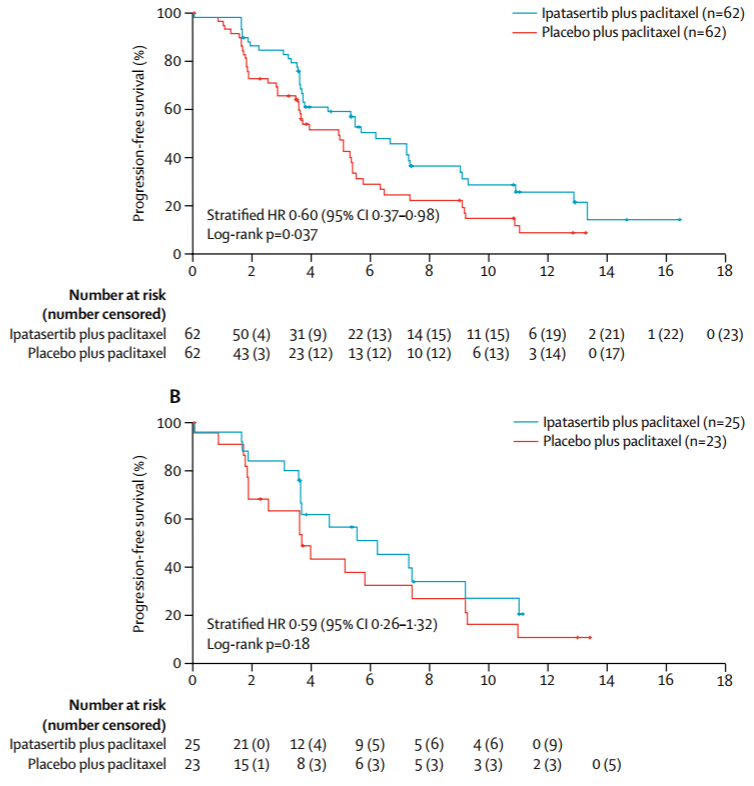 100
80
60
40
20
0
Progression-free survival (%)
Ipatasertib plus paclitaxel (n=62)
Placebo plus paclitaxel (n=62)
Stratified HR 0·60 (95% CI 0·37–0·98)
Log-rank p=0·037
0 2 4 6 8 10 12 14 16 18
Number at risk
(number censored)
Ipatasertib plus paclitaxel 62 50 (4) 31 (9) 22 (13) 14 (15) 11 (15) 6 (19) 2 (21) 1 (22) 0 (23)
Placebo plus paclitaxel 62 43 (3) 23 (12) 13 (12) 10 (12) 6 (13) 3 (14) 0 (17)
B
100
80
60
40
20
0
Progression-free survival (%)
Ipatasertib plus paclitaxel (n=25)
Placebo plus paclitaxel (n=23)
Stratified HR 0·59 (95% CI 0·26–1·32)
Log-rank p=0·18
0 2 4 6 8 10 12 14 16 18
Number at risk
(number censored)
Ipatasertib plus paclitaxel 25 21 (0) 12 (4) 9 (5) 5 (6) 4 (6) 0 (9)
Placebo plus paclitaxel 23 15 (1) 8 (3) 6 (3) 5 (3) 3 (3) 2 (3) 0 (5)